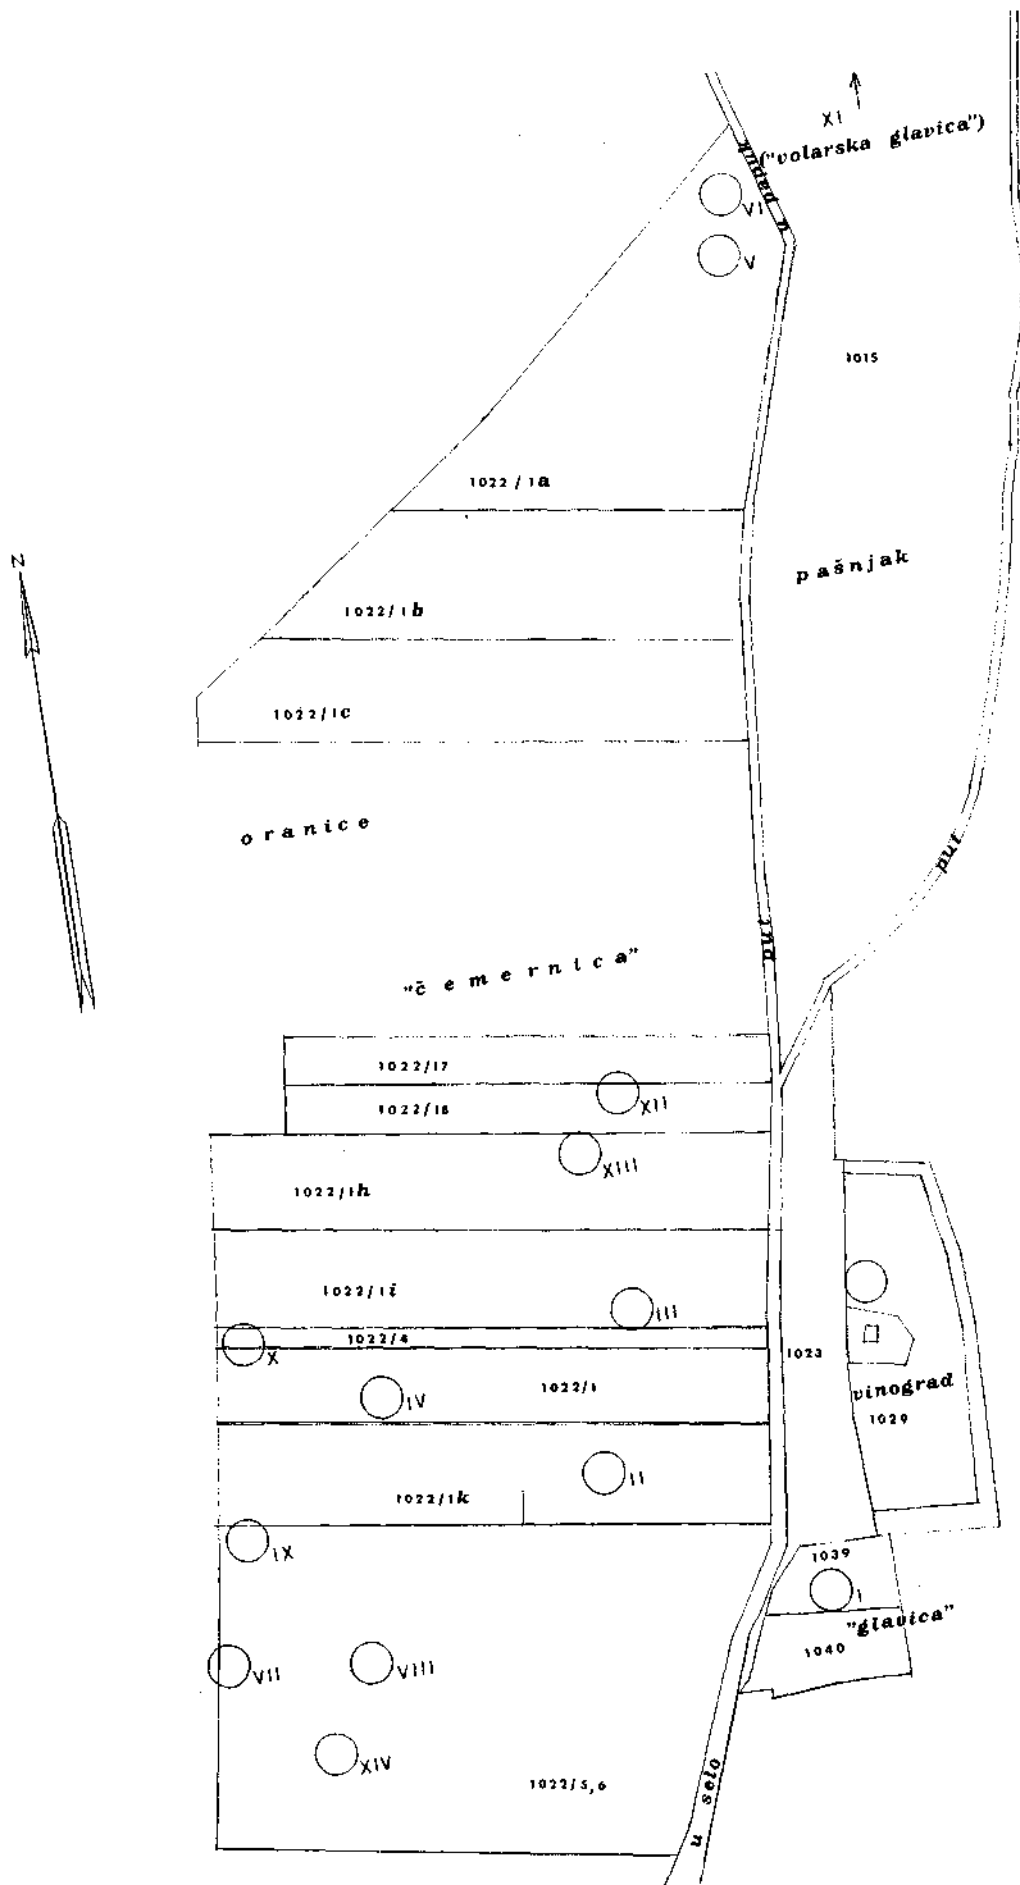 XI
("volarska glavica")
u papuk
VI
V
1015
1022/1a
N
pašnjak
1022/1b
1022/1c
oranice
put
put
"čemernica"
1022/17
XII
1022/18
XIII
1022/1h
1022/1i
III
1022/4
X
1023
1022/1
IV
vinograd
1029
II
1022/1k
IX
1039
I
"glavica"
1040
VII
VIII
XIV
1022/5,6
u selo